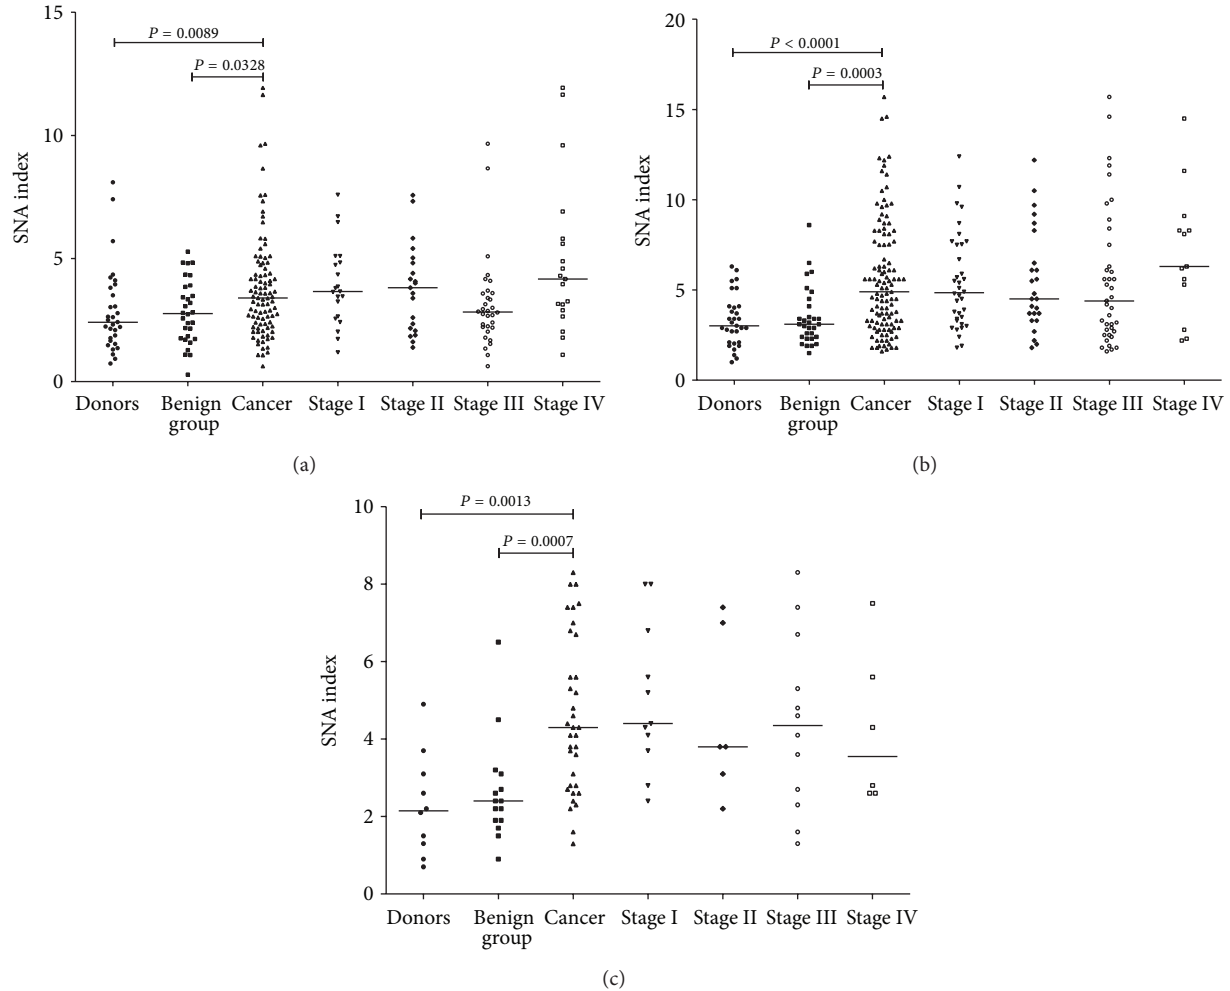 15
P = 0.0089
P = 0.0328
10
SNA index
5
0
Donors Benign group Cancer Stage I Stage II Stage III Stage IV
(a)
20
P < 0.0001
P = 0.0003
15
SNA index
10
5
0
Donors Benign group Cancer Stage I Stage II Stage III Stage IV
(b)
10
P = 0.0013
P = 0.0007
8
6
SNA index
4
2
0
Donors Benign group Cancer Stage I Stage II Stage III Stage IV
(c)